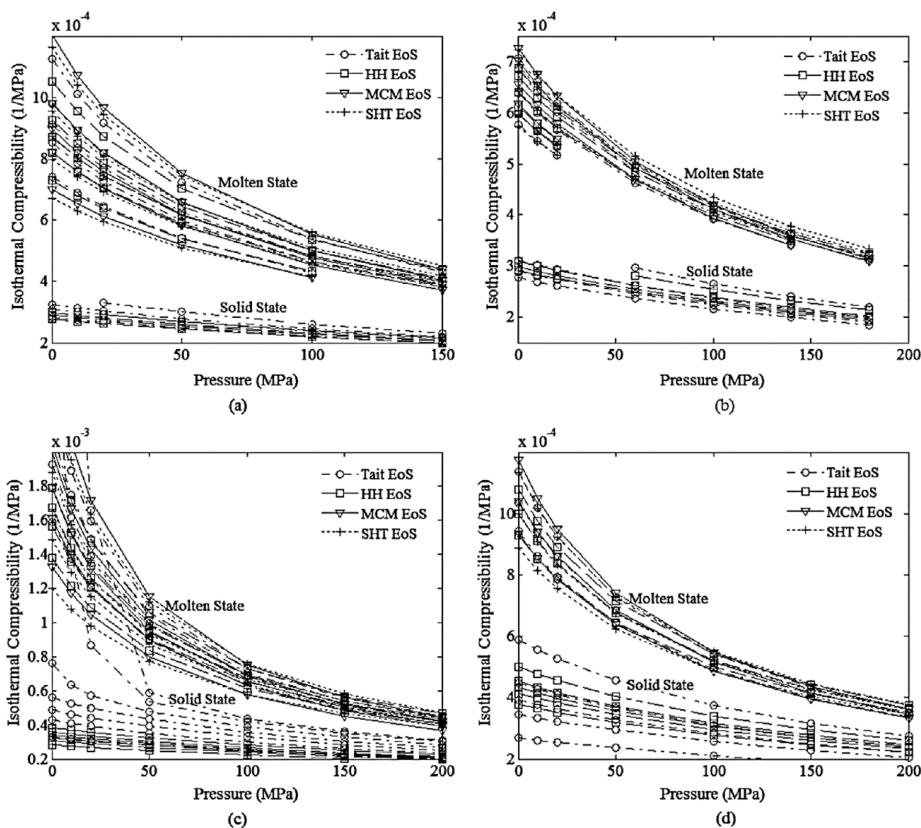 x 10⁻⁴
10
8
6
4
2
0
50
100
150
Isothermal Compressibility (1/MPa)
Pressure (MPa)
Tait EoS
HH EoS
MCM EoS
SHT EoS
Molten State
Solid State
(a)
x 10⁻⁴
7
6
5
4
3
2
0
50
100
150
200
Isothermal Compressibility (1/MPa)
Pressure (MPa)
Tait EoS
HH EoS
MCM EoS
SHT EoS
Molten State
Solid State
(b)
x 10⁻³
1.8
1.6
1.4
1.2
1
0.8
0.6
0.4
0.2
0
50
100
150
200
Isothermal Compressibility (1/MPa)
Pressure (MPa)
Tait EoS
HH EoS
MCM EoS
SHT EoS
Molten State
Solid State
(c)
x 10⁻⁴
10
8
6
4
2
0
50
100
150
200
Isothermal Compressibility (1/MPa)
Pressure (MPa)
Tait EoS
HH EoS
MCM EoS
SHT EoS
Molten State
Solid State
(d)